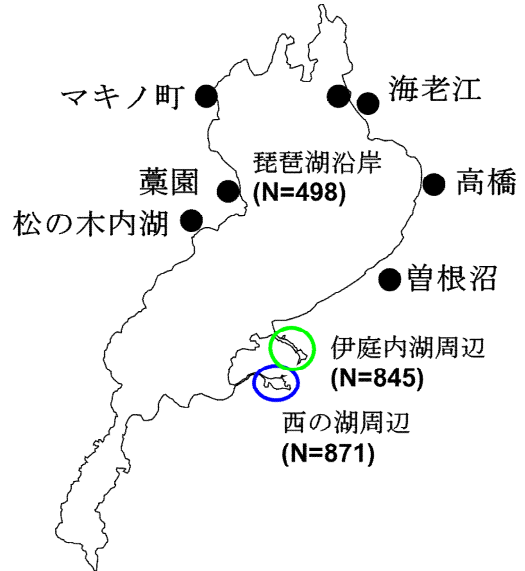 マキノ町
海老江
琵琶湖沿岸
(N=498)
藁園
高橋
松の木内湖
曽根沼
伊庭内湖周辺
(N=845)
西の湖周辺
(N=871)